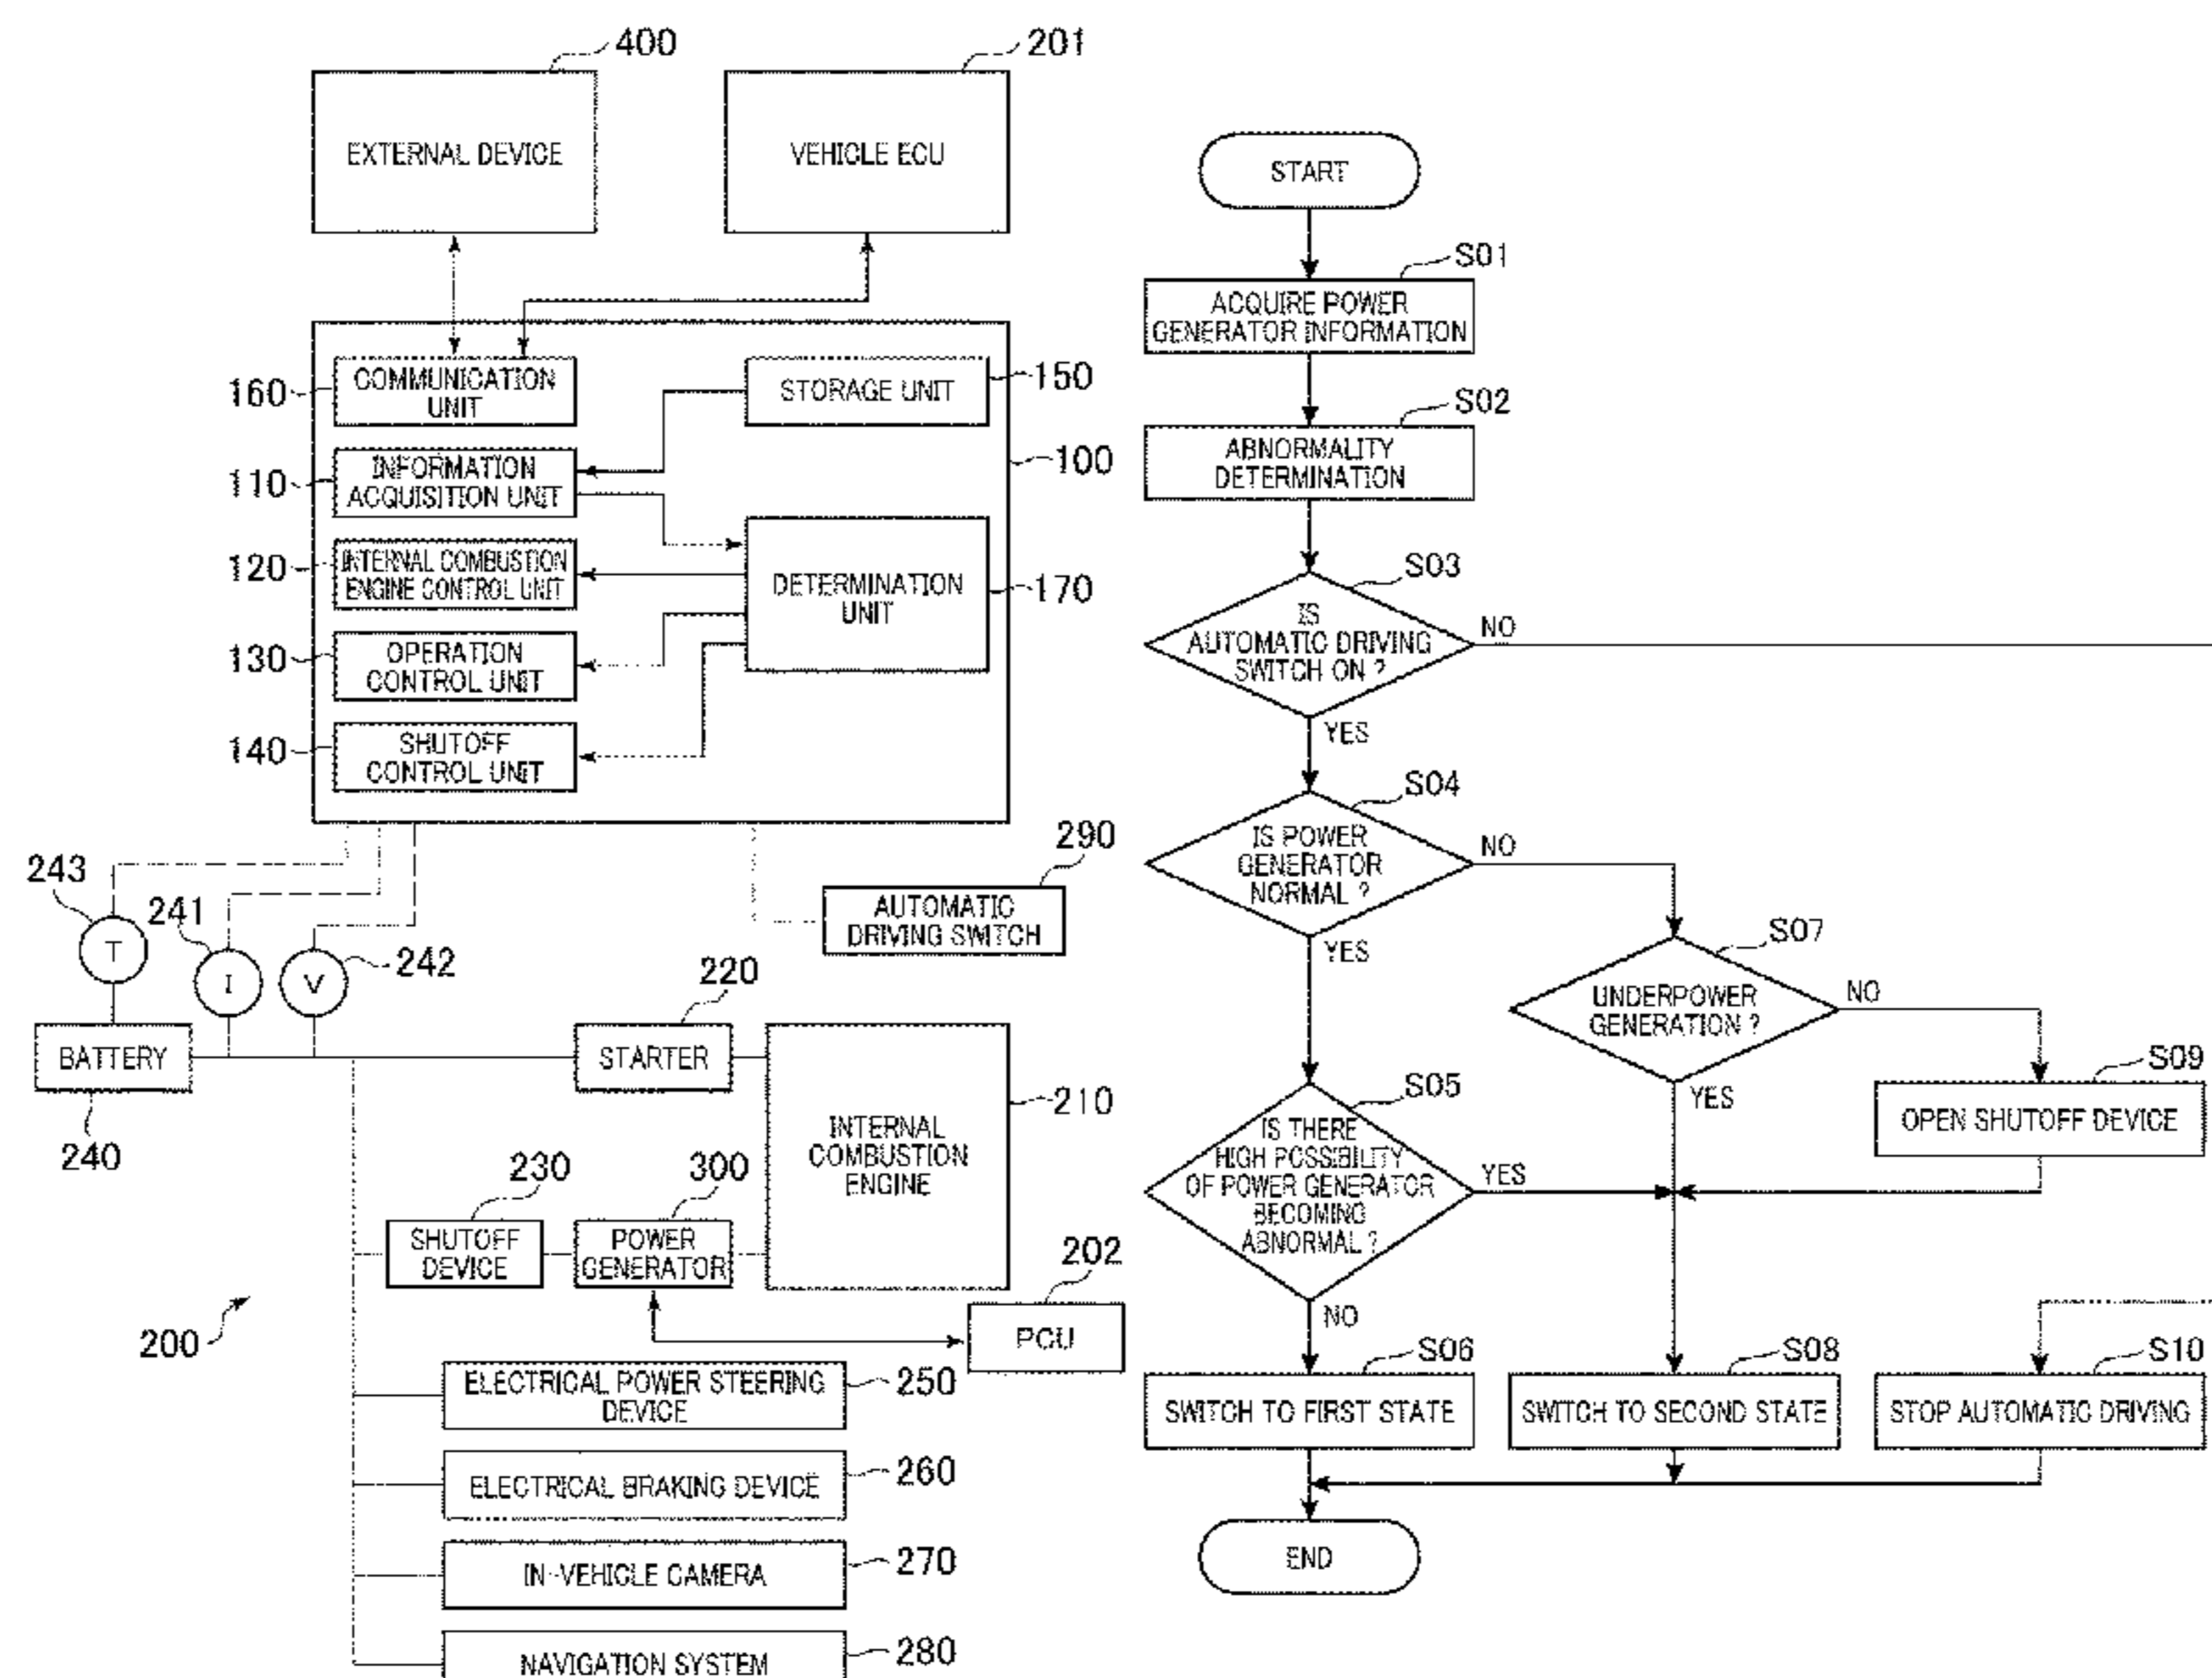 400
201
EXTERNAL DEVICE
VEHICLE ECU
160
COMMUNICATION
UNIT
STORAGE UNIT
150
110
INFORMATION
ACQUISITION UNIT
100
120
INTERNAL COMBUSTION
ENGINE CONTROL UNIT
DETERMINATION
UNIT
170
130
OPERATION
CONTROL UNIT
140
SHUTOFF
CONTROL UNIT
243
241
242
T
I
V
290
AUTOMATIC
DRIVING SWITCH
220
BATTERY
240
STARTER
INTERNAL
COMBUSTION
ENGINE
210
230
300
SHUTOFF
DEVICE
POWER
GENERATOR
202
PCU
200
ELECTRICAL POWER STEERING
DEVICE
250
ELECTRICAL BRAKING DEVICE
260
IN-VEHICLE CAMERA
270
NAVIGATION SYSTEM
280
START
S01
ACQUIRE POWER
GENERATOR INFORMATION
S02
ABNORMALITY
DETERMINATION
S03
IS
AUTOMATIC DRIVING
SWITCH ON ?
NO
YES
S04
IS POWER
GENERATOR
NORMAL ?
NO
YES
S07
UNDERPOWER
GENERATION ?
NO
YES
S09
OPEN SHUTOFF DEVICE
S05
IS THERE
HIGH POSSIBILITY
OF POWER GENERATOR
BECOMING
ABNORMAL ?
YES
NO
S06
SWITCH TO FIRST STATE
S08
SWITCH TO SECOND STATE
S10
STOP AUTOMATIC DRIVING
END